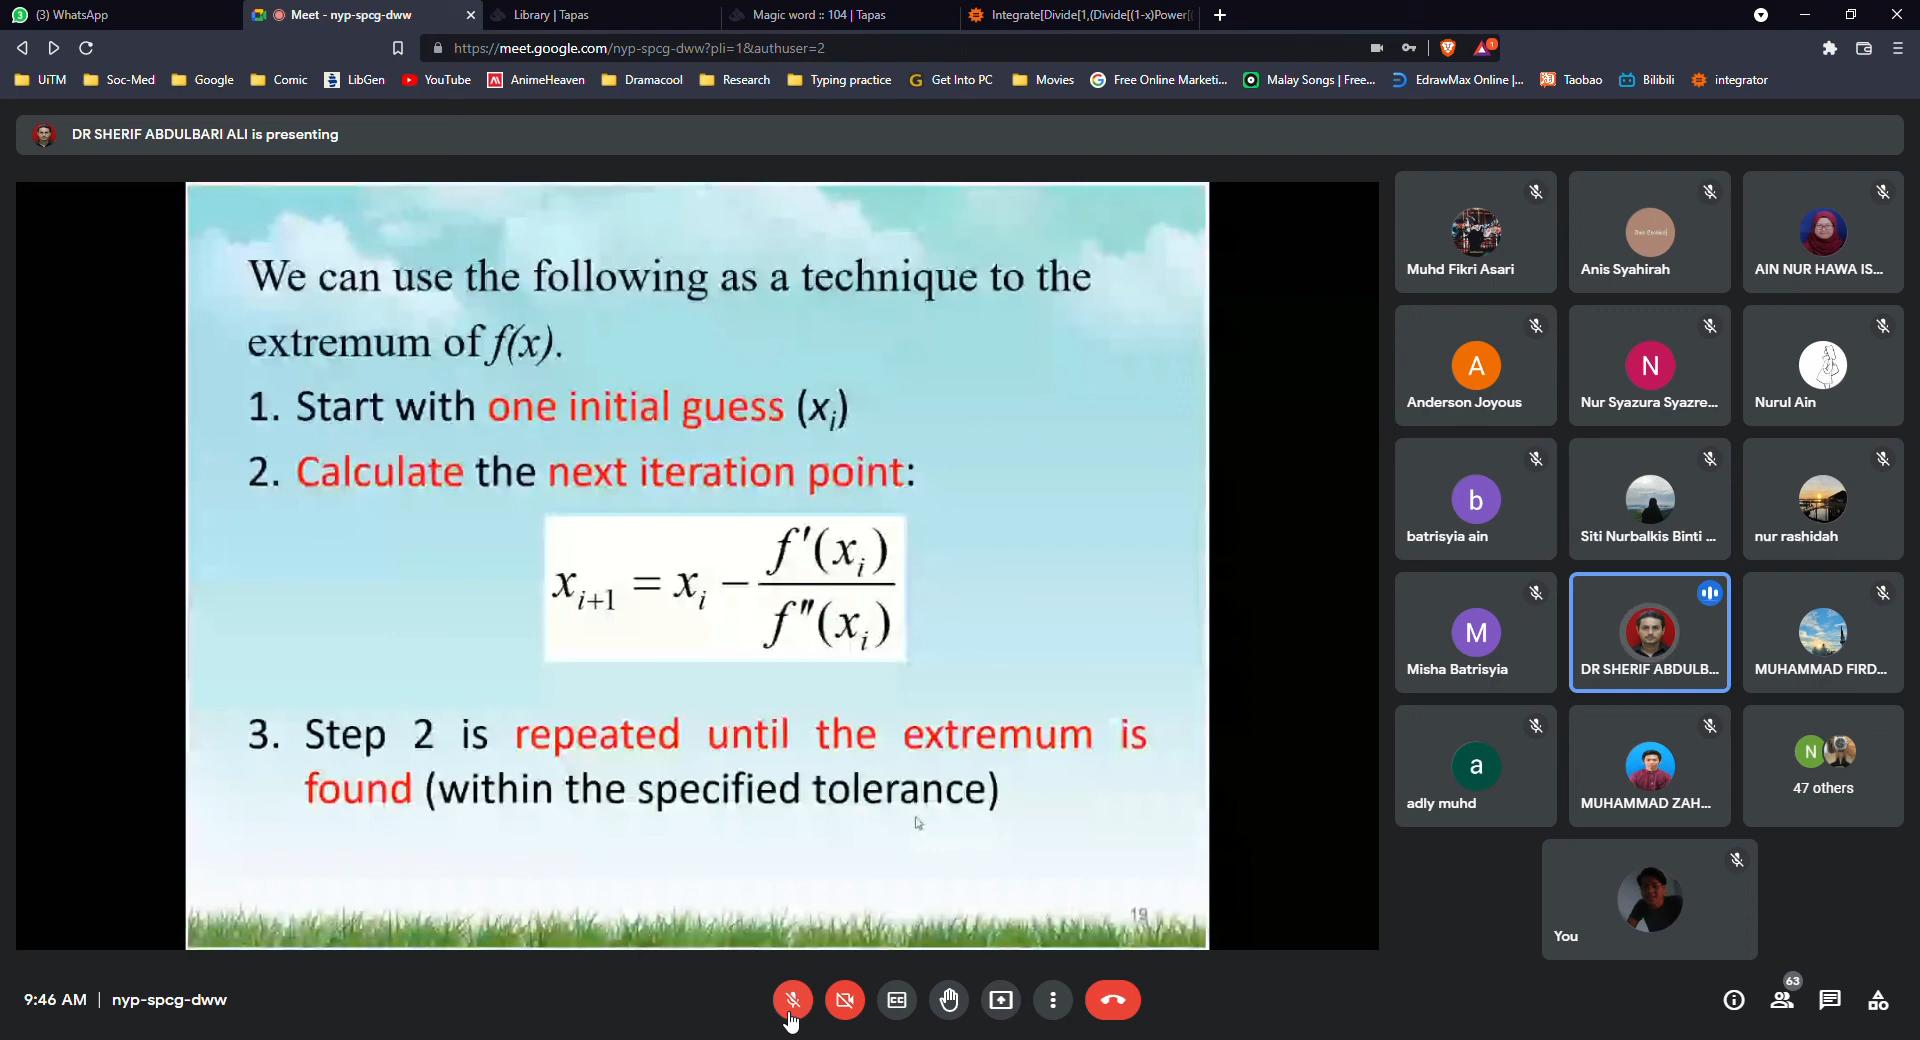 (3) WhatsApp
Meet - nyp-spcg-dww
Library | Tapas
Magic word :: 104 | Tapas
Integrate[Divide[1,(Divide[(1-x)Power[(
https://meet.google.com/nyp-spcg-dww?pli=1&authuser=2
1
UiTM
Soc-Med
Google
Comic
LibGen
YouTube
AnimeHeaven
Dramacool
Research
Typing practice
Get Into PC
Movies
Free Online Marketi...
Malay Songs | Free...
EdrawMax Online |...
Taobao
Bilibili
integrator
DR SHERIF ABDULBARI ALI is presenting
We can use the following as a technique to the
extremum of f(x).
1. Start with one initial guess (xᵢ)
2. Calculate the next iteration point:
xᵢ₊₁ = xᵢ − f′(xᵢ) / f″(xᵢ)
3. Step 2 is repeated until the extremum is
found (within the specified tolerance)
19
Muhd Fikri Asari
Anis Syahirah
AIN NUR HAWA IS...
A
Anderson Joyous
N
Nur Syazura Syazre...
Nurul Ain
b
batrisyia ain
Siti Nurbalkis Binti ...
nur rashidah
M
Misha Batrisyia
DR SHERIF ABDULB...
MUHAMMAD FIRD...
a
adly muhd
MUHAMMAD ZAH...
N
47 others
You
9:46 AM | nyp-spcg-dww
63